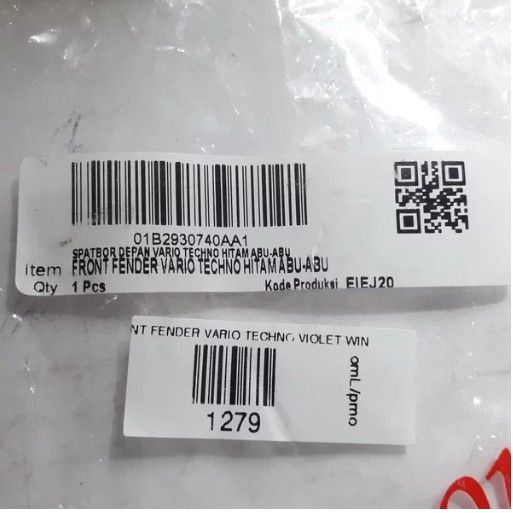 01B2930740AA1
SPATBOR DEPAN VARIO TECHNO HITAM ABU-ABU
Item FRONT FENDER VARIO TECHNO HITAM ABU-ABU
Qty 1 Pcs Kode Produksi EIEJ20
NT FENDER VARIO TECHNO VIOLET WIN
1279
omL/pmo